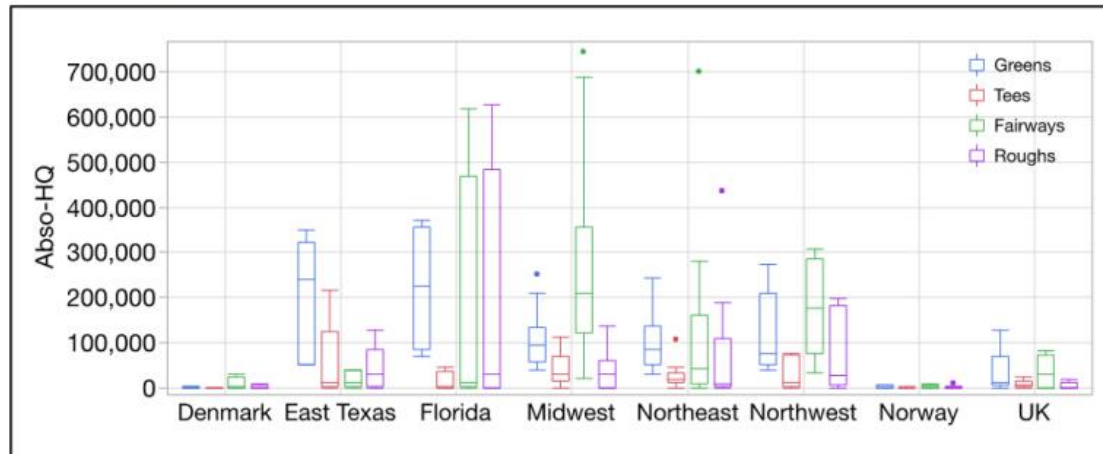 700,000
600,000
500,000
400,000
300,000
200,000
100,000
0
Abso-HQ
Greens
Tees
Fairways
Roughs
Denmark East Texas Florida Midwest Northeast Northwest Norway UK